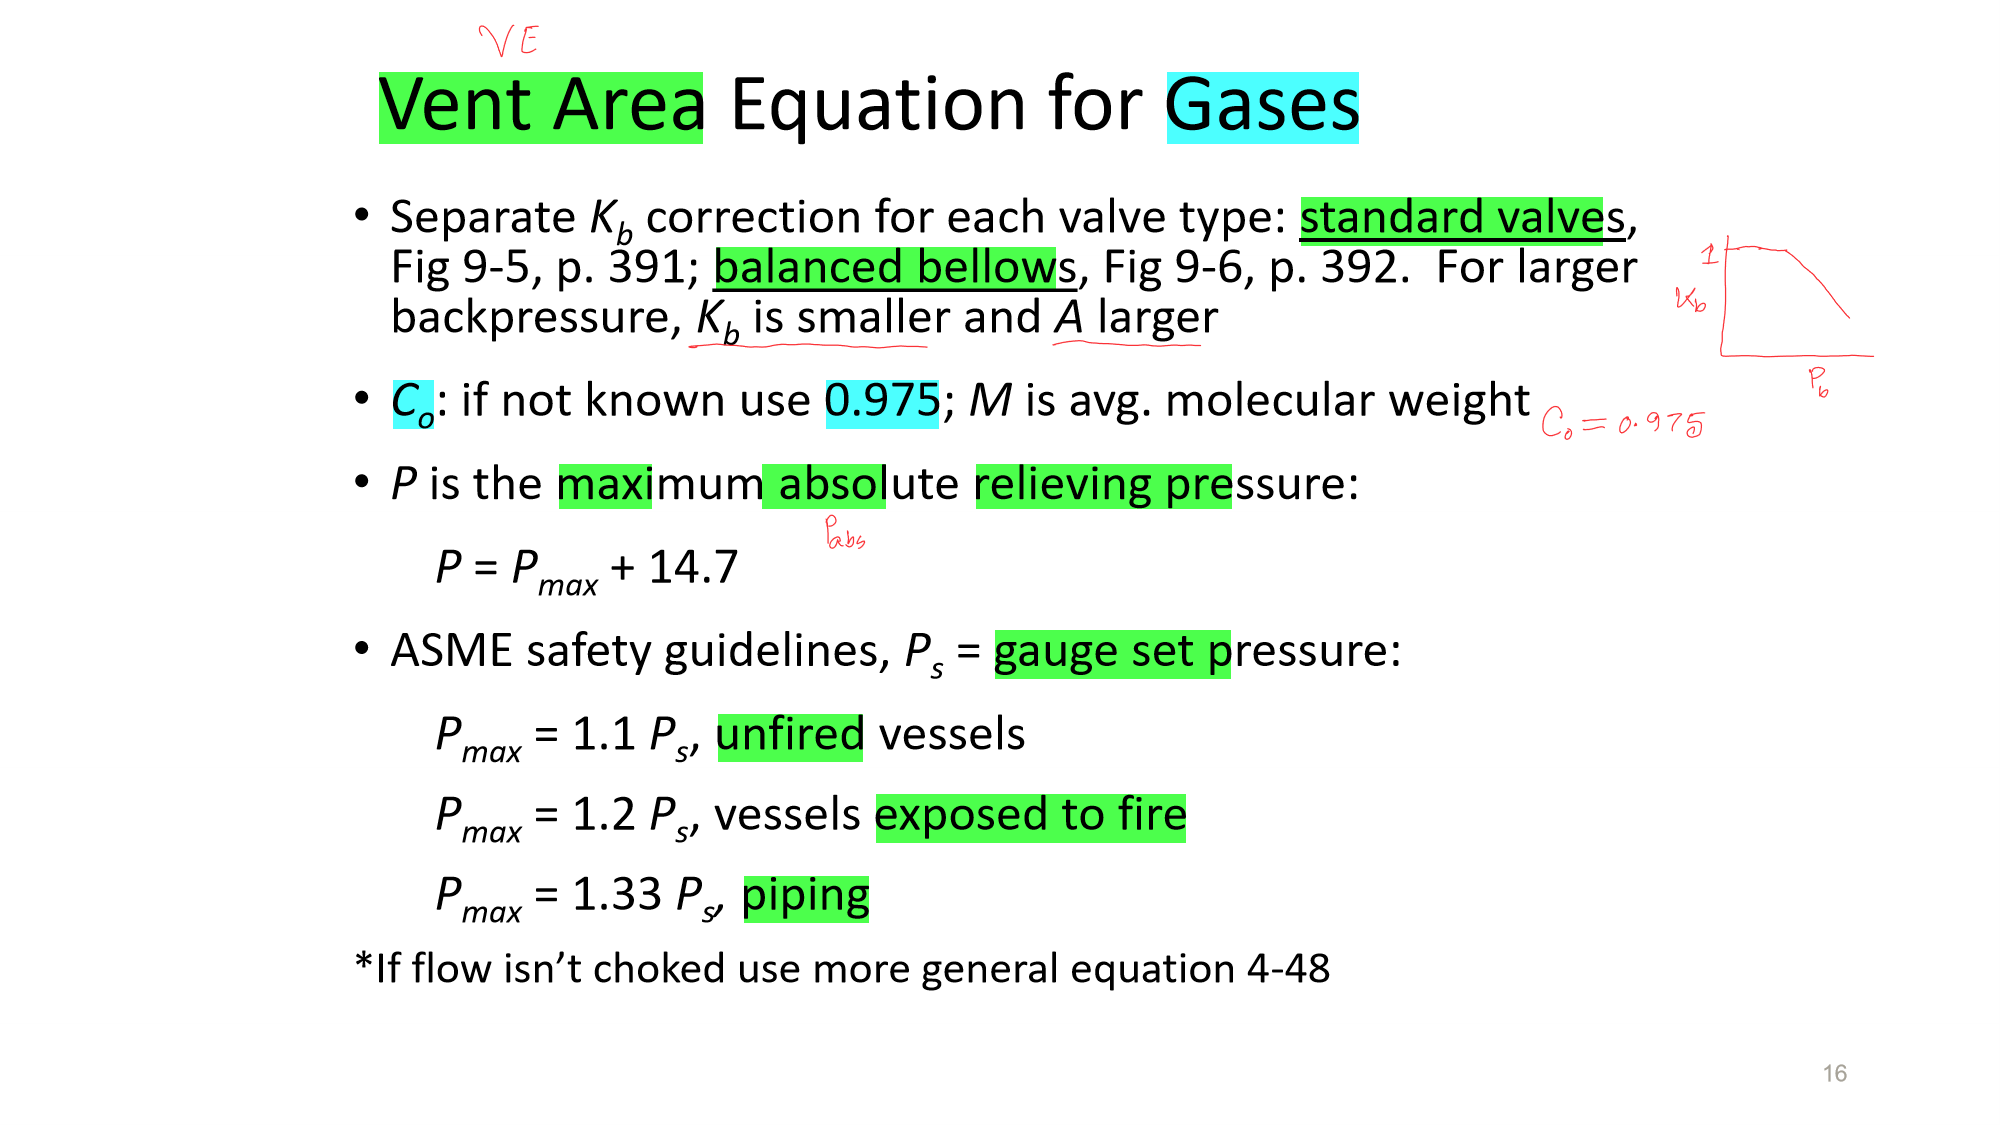 VE
Vent Area Equation for Gases
• Separate Kb correction for each valve type: standard valves,
Fig 9-5, p. 391; balanced bellows, Fig 9-6, p. 392.  For larger
backpressure, Kb is smaller and A larger
1
Kb
Pb
• Co: if not known use 0.975; M is avg. molecular weight
Co = 0.975
• P is the maximum absolute relieving pressure:
Pabs
P = Pmax + 14.7
• ASME safety guidelines, Ps = gauge set pressure:
Pmax = 1.1 Ps, unfired vessels
Pmax = 1.2 Ps, vessels exposed to fire
Pmax = 1.33 Ps, piping
*If flow isn’t choked use more general equation 4-48
16